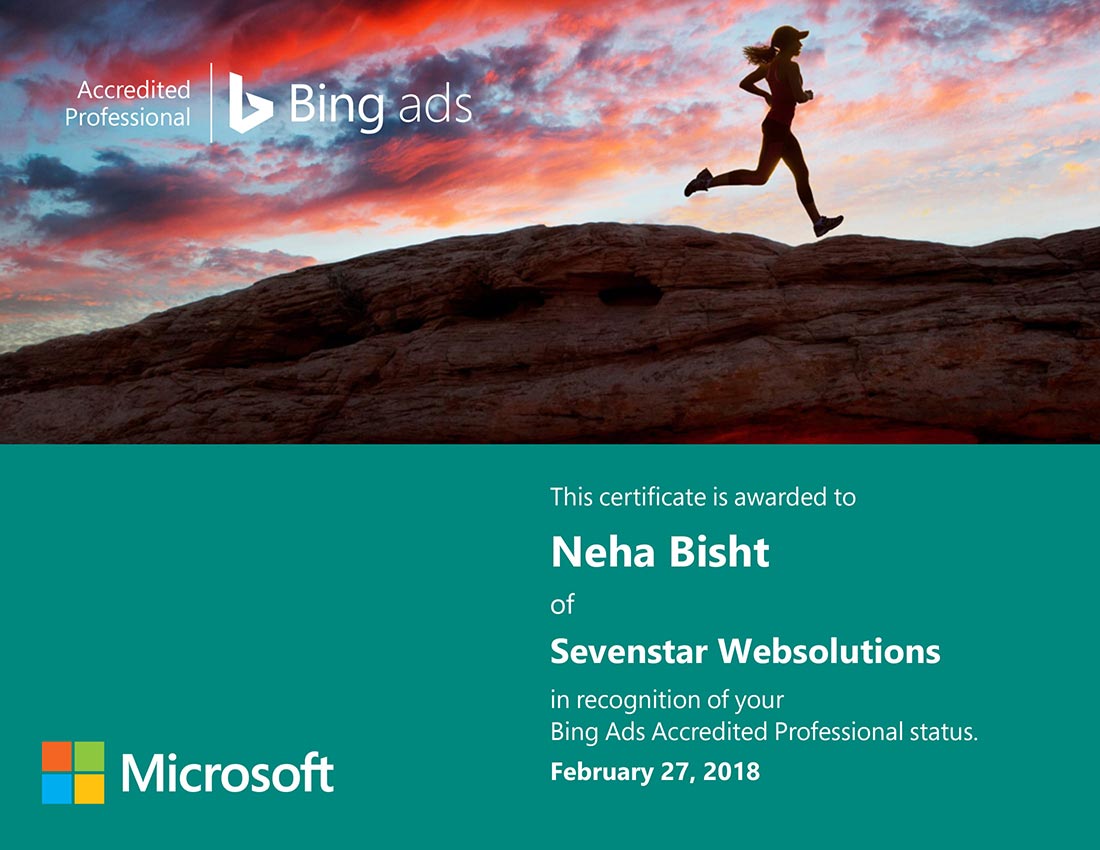 Accredited
Professional
Bing ads
This certificate is awarded to
Neha Bisht
of
Sevenstar Websolutions
in recognition of your
Bing Ads Accredited Professional status.
February 27, 2018
Microsoft